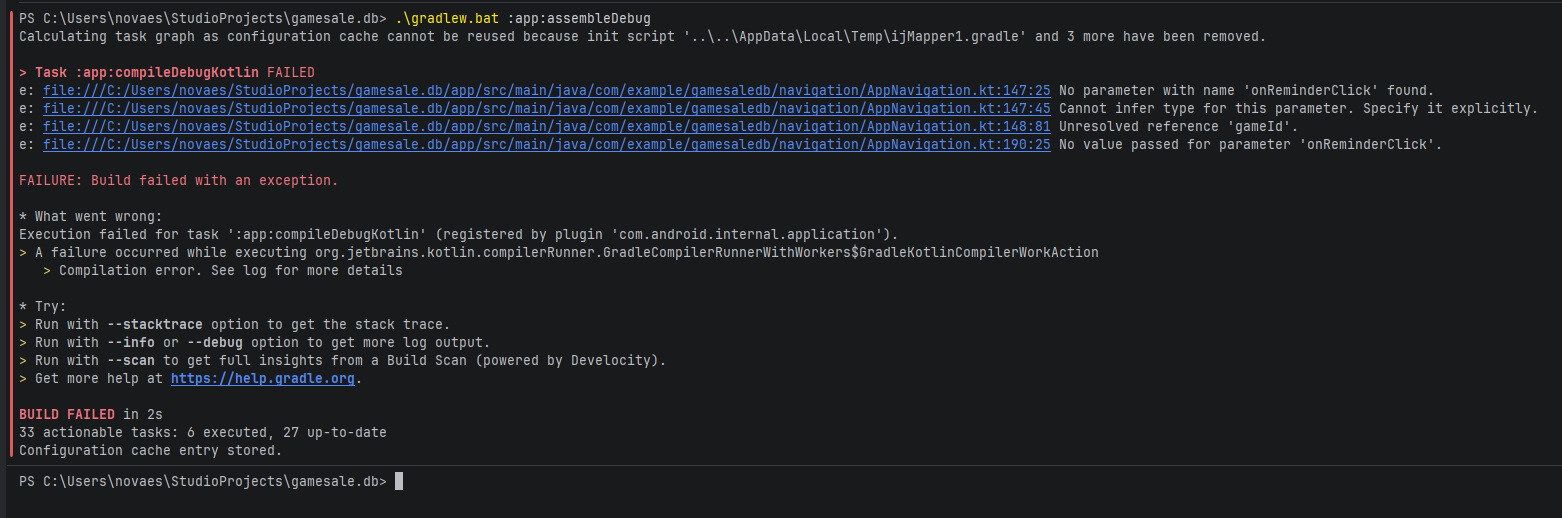 PS C:\Users\novaes\StudioProjects\gamesale.db> .\gradlew.bat :app:assembleDebug
Calculating task graph as configuration cache cannot be reused because init script '..\..\AppData\Local\Temp\ijMapper1.gradle' and 3 more have been removed.
> Task :app:compileDebugKotlin FAILED
e: file:///C:/Users/novaes/StudioProjects/gamesale.db/app/src/main/java/com/example/gamesaledb/navigation/AppNavigation.kt:147:25 No parameter with name 'onReminderClick' found.
e: file:///C:/Users/novaes/StudioProjects/gamesale.db/app/src/main/java/com/example/gamesaledb/navigation/AppNavigation.kt:147:45 Cannot infer type for this parameter. Specify it explicitly.
e: file:///C:/Users/novaes/StudioProjects/gamesale.db/app/src/main/java/com/example/gamesaledb/navigation/AppNavigation.kt:148:81 Unresolved reference 'gameId'.
e: file:///C:/Users/novaes/StudioProjects/gamesale.db/app/src/main/java/com/example/gamesaledb/navigation/AppNavigation.kt:190:25 No value passed for parameter 'onReminderClick'.
FAILURE: Build failed with an exception.
* What went wrong:
Execution failed for task ':app:compileDebugKotlin' (registered by plugin 'com.android.internal.application').
> A failure occurred while executing org.jetbrains.kotlin.compilerRunner.GradleCompilerRunnerWithWorkers$GradleKotlinCompilerWorkAction
> Compilation error. See log for more details
* Try:
> Run with --stacktrace option to get the stack trace.
> Run with --info or --debug option to get more log output.
> Run with --scan to get full insights from a Build Scan (powered by Develocity).
> Get more help at https://help.gradle.org.
BUILD FAILED in 2s
33 actionable tasks: 6 executed, 27 up-to-date
Configuration cache entry stored.
PS C:\Users\novaes\StudioProjects\gamesale.db>